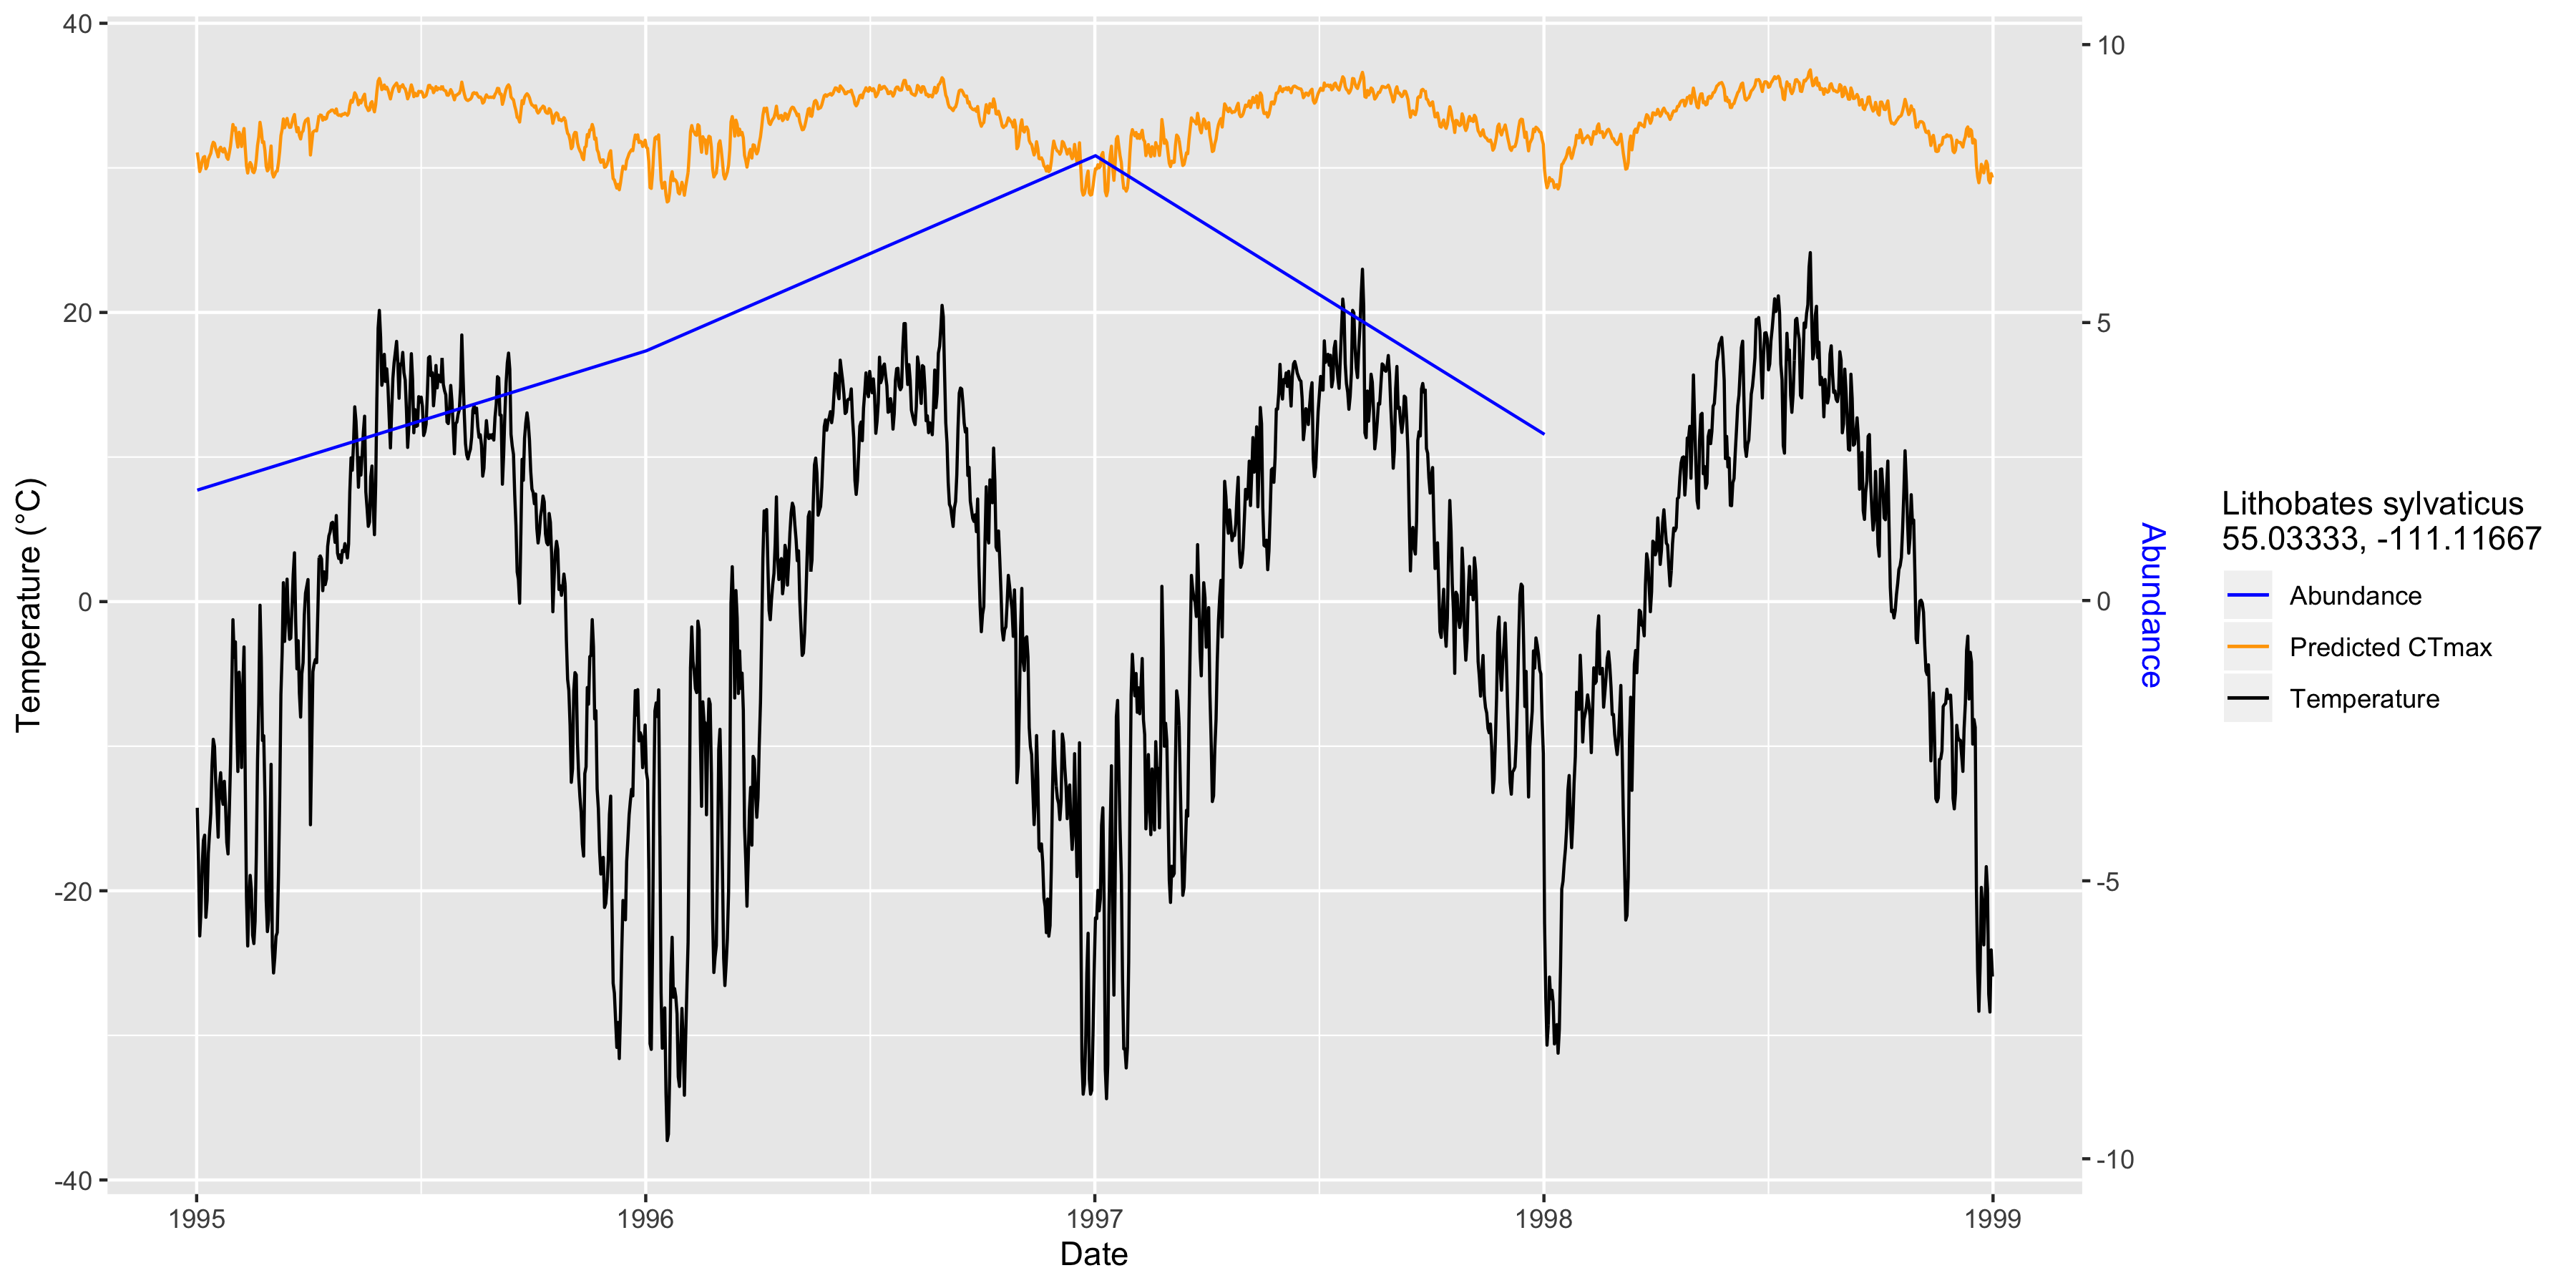 40
20
0
-20
-40
Temperature (°C)
1995
1996
1997
1998
1999
Date
10
5
0
-5
-10
Abundance
Lithobates sylvaticus
55.03333, -111.11667
Abundance
Predicted CTmax
Temperature